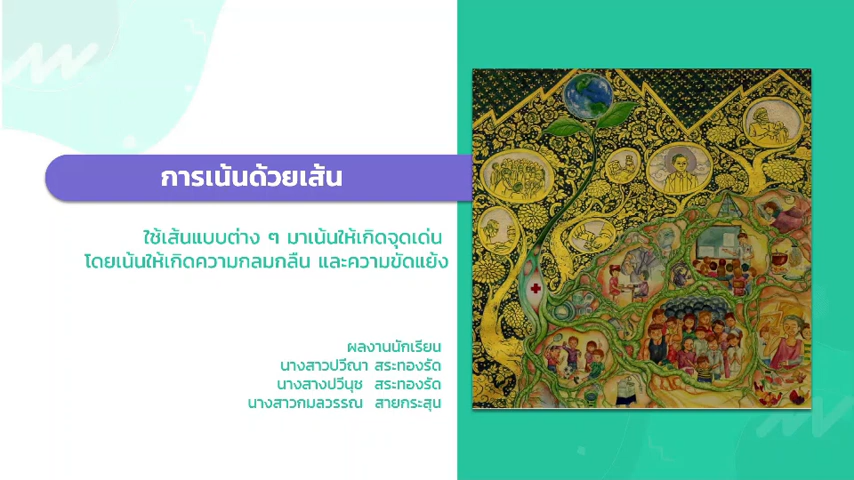 การเน้นด้วยเส้น
ใช้เส้นแบบต่าง ๆ มาเน้นให้เกิดจุดเด่น
โดยเน้นให้เกิดความกลมกลืน และความขัดแย้ง
ผลงานนักเรียน
นางสาวปวีณา สระทองรัด
นางสางปวีนุช สระทองรัด
นางสาวกมลวรรณ สายกระสุน